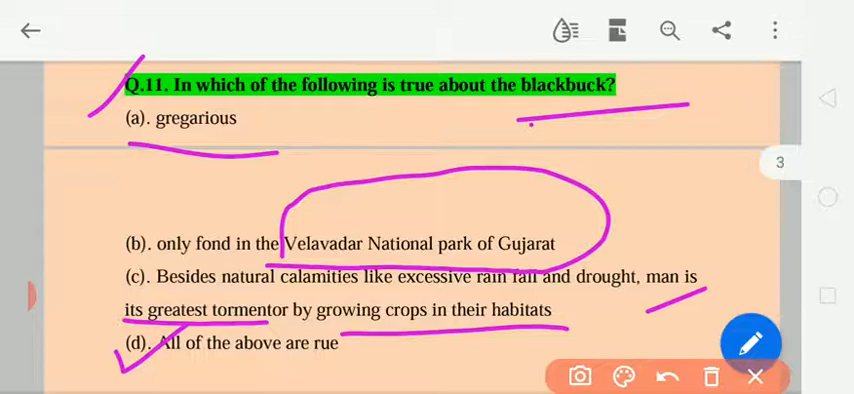 Q.11. In which of the following is true about the blackbuck?
(a). gregarious
3
(b). only fond in the Velavadar National park of Gujarat
(c). Besides natural calamities like excessive rain fall and drought, man is
its greatest tormentor by growing crops in their habitats
(d). All of the above are rue